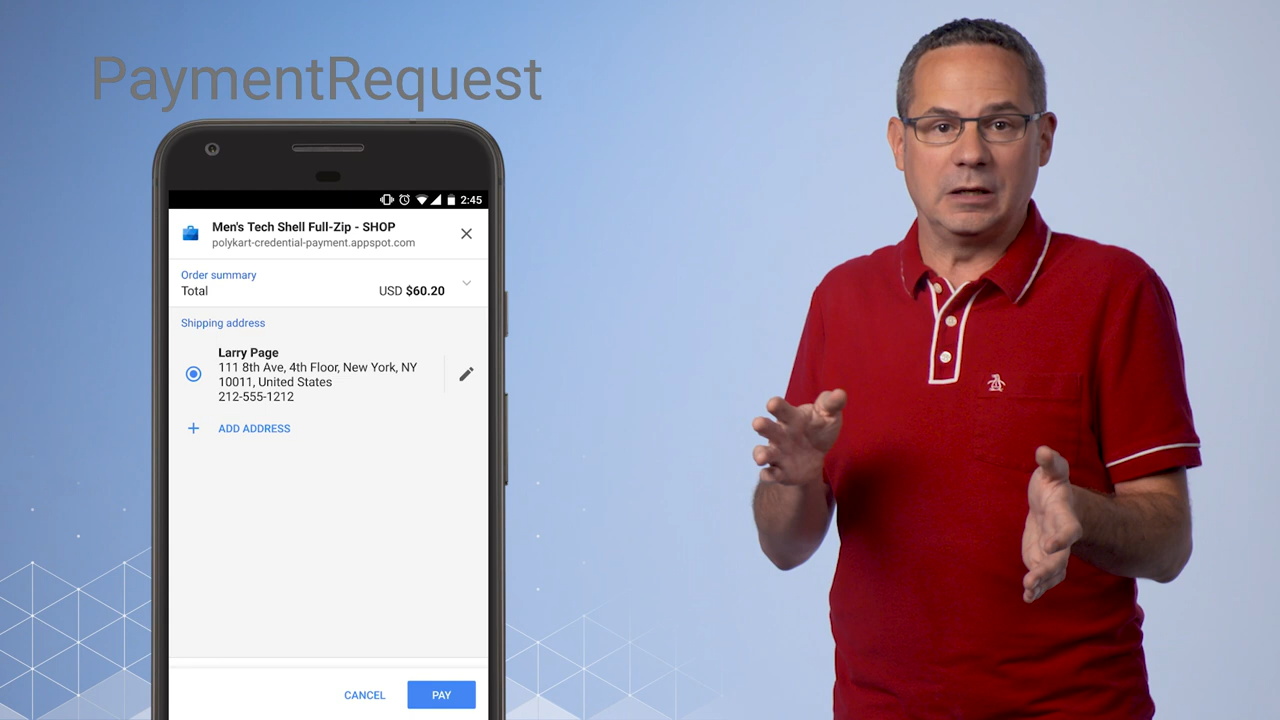 PaymentRequest
2:45
Men's Tech Shell Full-Zip - SHOP
polykart-credential-payment.appspot.com
Order summary
Total USD $60.20
Shipping address
Larry Page
111 8th Ave, 4th Floor, New York, NY
10011, United States
212-555-1212
ADD ADDRESS
CANCEL PAY